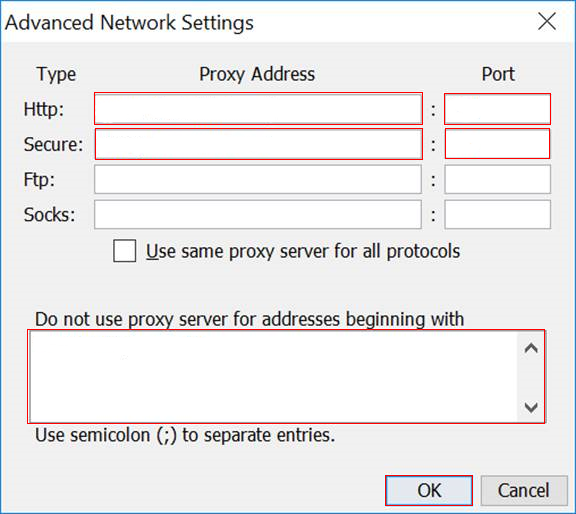 Advanced Network Settings
Type Proxy Address Port
Http: :
Secure: :
Ftp: :
Socks: :
Use same proxy server for all protocols
Do not use proxy server for addresses beginning with
Use semicolon (;) to separate entries.
OK Cancel